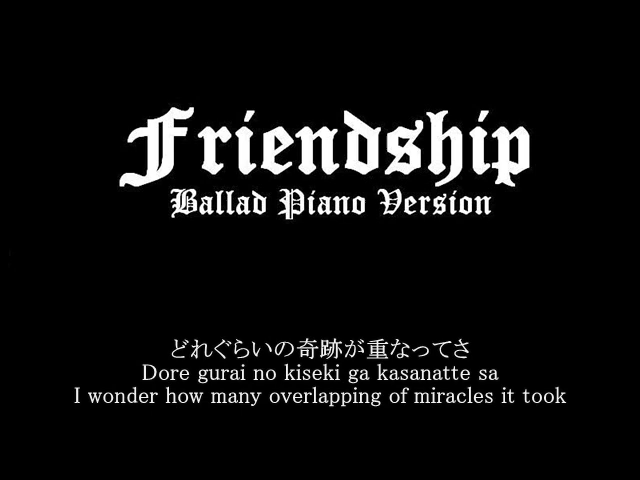 Friendship
Ballad Piano Version
どれぐらいの奇跡が重なってさ
Dore gurai no kiseki ga kasanatte sa
I wonder how many overlapping of miracles it took